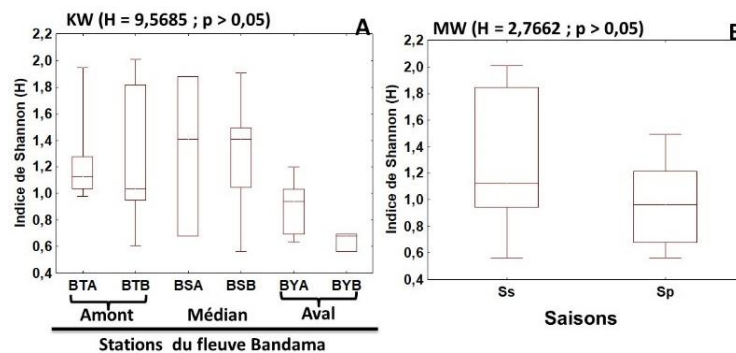 KW (H = 9,5685 ; p > 0,05)
A
Indice de Shannon (H)
2,2
2,0
1,8
1,6
1,4
1,2
1,0
0,8
0,6
0,4
BTA BTB BSA BSB BYA BYB
Amont Médian Aval
Stations du fleuve Bandama
MW (H = 2,7662 ; p > 0,05)
Indice de Shannon (H)
2,2
2,0
1,8
1,6
1,4
1,2
1,0
0,8
0,6
0,4
Ss Sp
Saisons